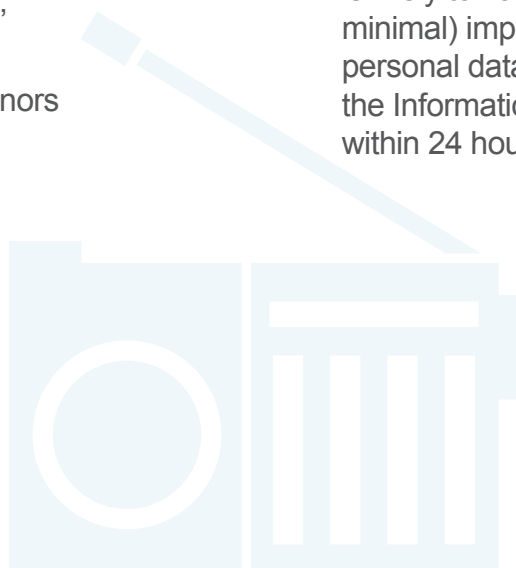 ,
nors
minimal) imp
personal data
the Informatio
within 24 hou